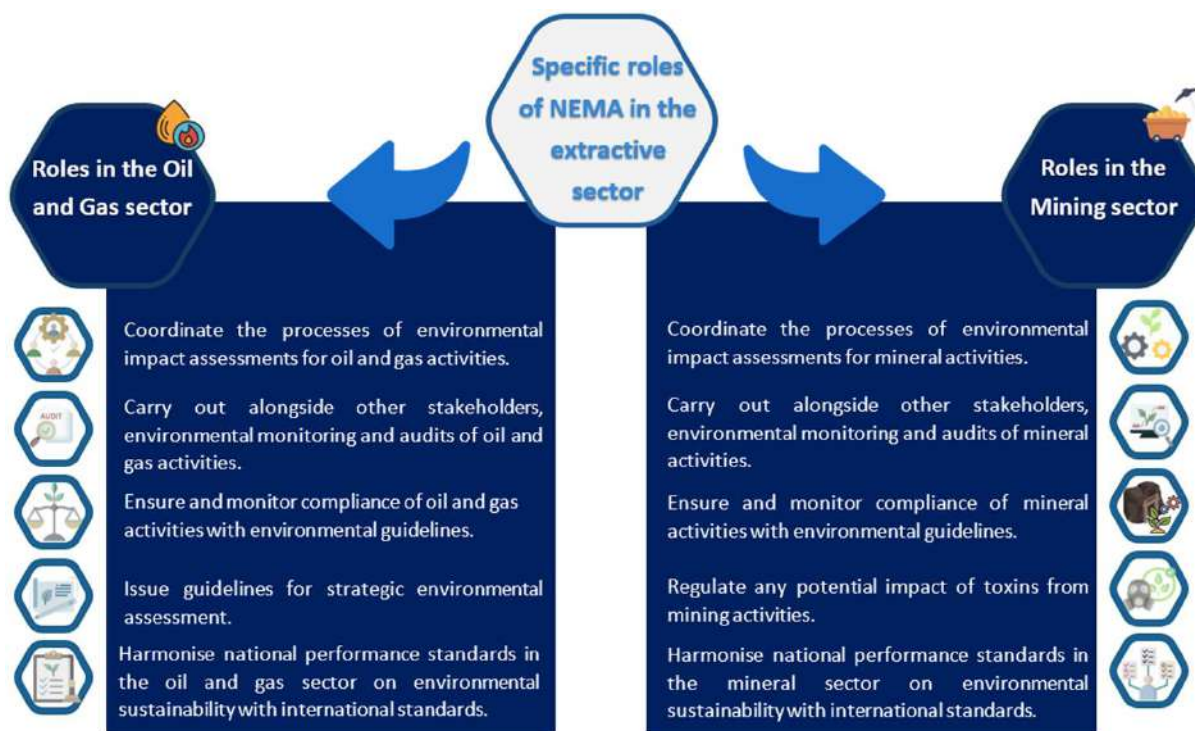 Specific roles
of NEMA in the
extractive
sector
Roles in the Oil
and Gas sector
Coordinate the processes of environmental
impact assessments for oil and gas activities.
Carry out alongside other stakeholders,
environmental monitoring and audits of oil and
gas activities.
Ensure and monitor compliance of oil and gas
activities with environmental guidelines.
Issue guidelines for strategic environmental
assessment.
Harmonise national performance standards in
the oil and gas sector on environmental
sustainability with international standards.
AUDIT
Roles in the
Mining sector
Coordinate the processes of environmental
impact assessments for mineral activities.
Carry out alongside other stakeholders,
environmental monitoring and audits of mineral
activities.
Ensure and monitor compliance of mineral
activities with environmental guidelines.
Regulate any potential impact of toxins from
mining activities.
Harmonise national performance standards in
the mineral sector on environmental
sustainability with international standards.